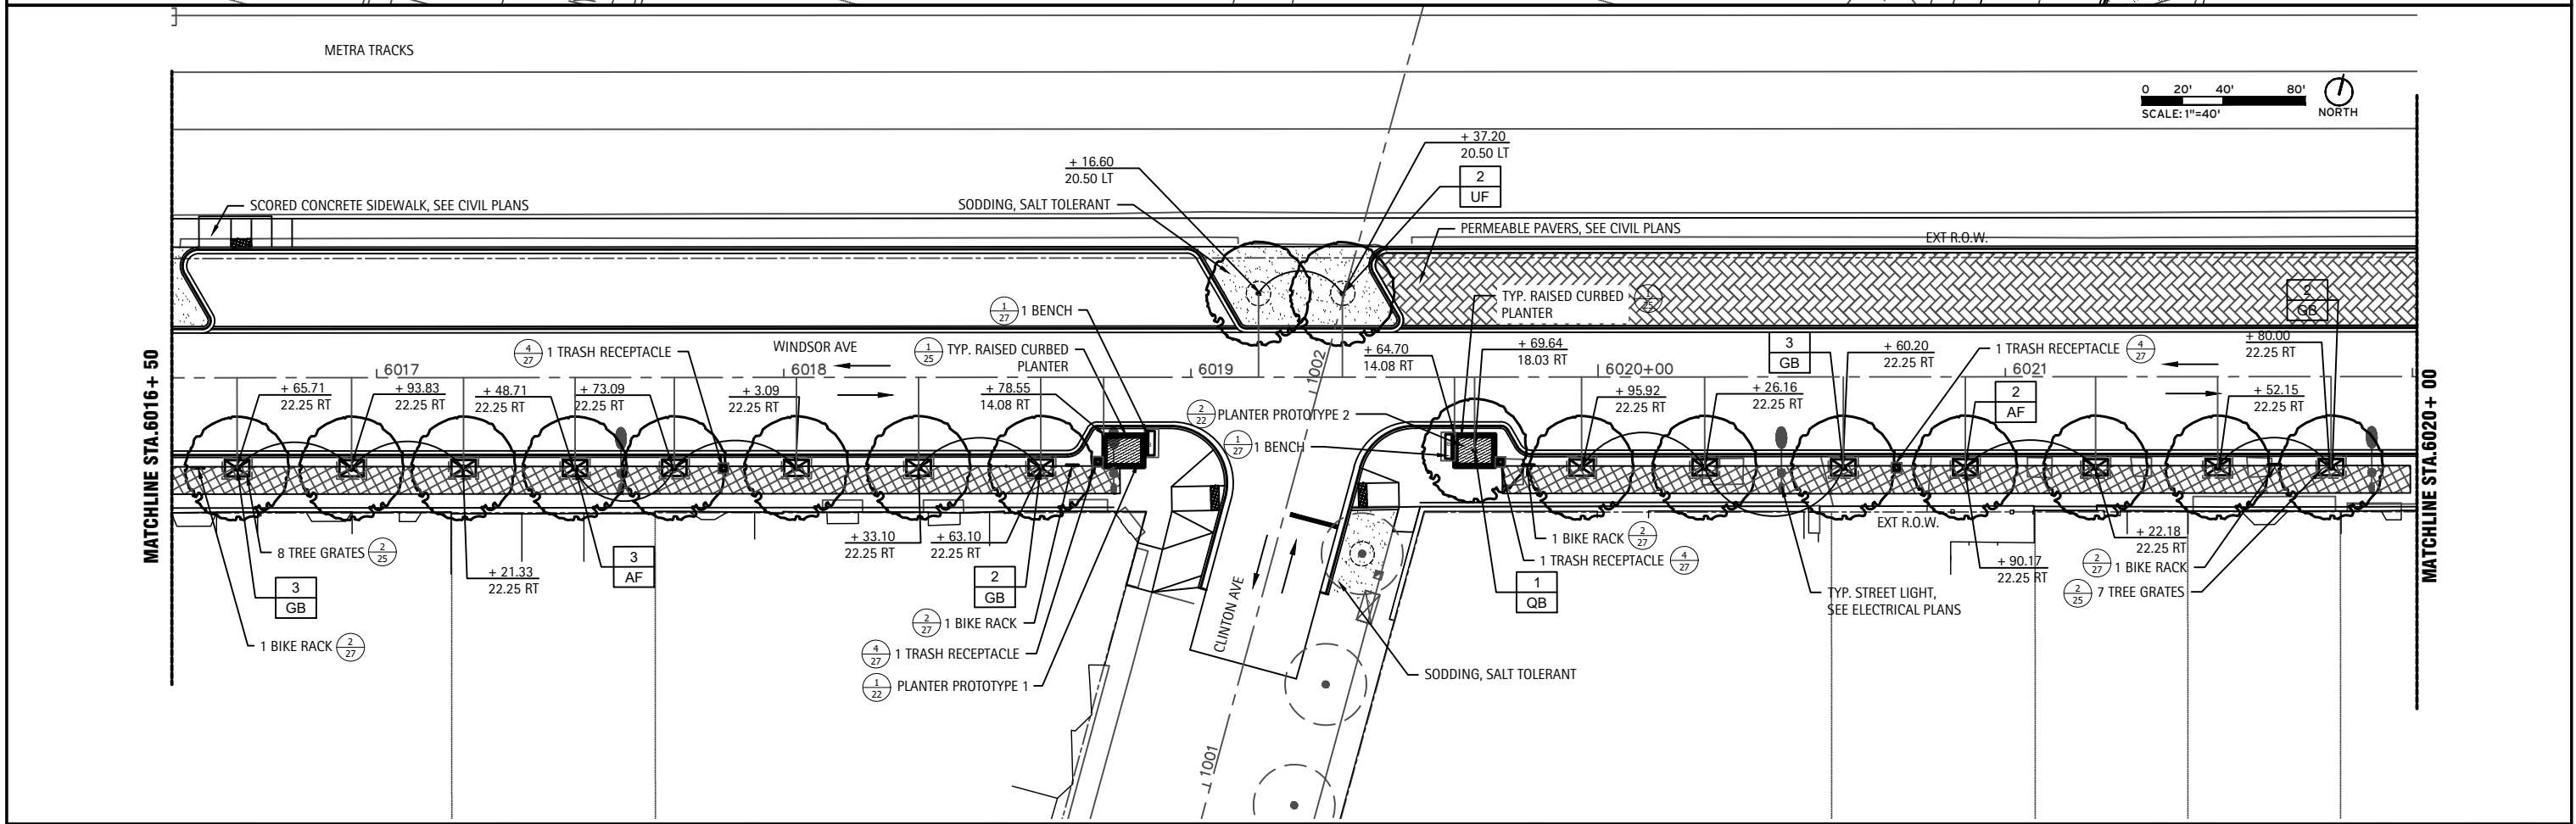 METRA TRACKS
0 20' 40' 80'
SCALE: 1"=40'
NORTH
+ 37.20
20.50 LT
+ 16.60
20.50 LT
2
UF
SCORED CONCRETE SIDEWALK, SEE CIVIL PLANS
SODDING, SALT TOLERANT
PERMEABLE PAVERS, SEE CIVIL PLANS
EXT R.O.W.
2
GB
1
27
1 BENCH
TYP. RAISED CURBED
PLANTER
1
25
4
27
1 TRASH RECEPTACLE
WINDSOR AVE
1
25
TYP. RAISED CURBED
PLANTER
+ 64.70
14.08 RT
+ 69.64
18.03 RT
3
GB
+ 60.20
22.25 RT
1 TRASH RECEPTACLE
4
27
+ 80.00
22.25 RT
6017
6018
6019
1002
6020+00
6021
+ 65.71
22.25 RT
+ 93.83
22.25 RT
+ 48.71
22.25 RT
+ 73.09
22.25 RT
+ 3.09
22.25 RT
+ 78.55
14.08 RT
+ 95.92
22.25 RT
+ 26.16
22.25 RT
2
AF
+ 52.15
22.25 RT
2
22
PLANTER PROTOTYPE 2
1
27
1 BENCH
MATCHLINE STA.6016+ 50
MATCHLINE STA.6020+ 00
8 TREE GRATES
2
25
3
GB
+ 21.33
22.25 RT
3
AF
+ 33.10
22.25 RT
+ 63.10
22.25 RT
2
GB
1 BIKE RACK
2
27
1 TRASH RECEPTACLE
4
27
1
QB
EXT R.O.W.
+ 90.17
22.25 RT
+ 22.18
22.25 RT
2
27
1 BIKE RACK
2
25
7 TREE GRATES
TYP. STREET LIGHT,
SEE ELECTRICAL PLANS
1 BIKE RACK
2
27
2
27
1 BIKE RACK
4
27
1 TRASH RECEPTACLE
1
22
PLANTER PROTOTYPE 1
CLINTON AVE
SODDING, SALT TOLERANT
1001